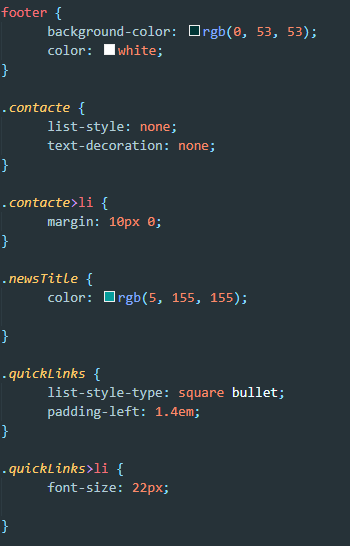 footer {
background-color: rgb(0, 53, 53);
color: white;
}
.contacte {
list-style: none;
text-decoration: none;
}
.contacte>li {
margin: 10px 0;
}
.newsTitle {
color: rgb(5, 155, 155);
}
.quickLinks {
list-style-type: square bullet;
padding-left: 1.4em;
}
.quickLinks>li {
font-size: 22px;
}